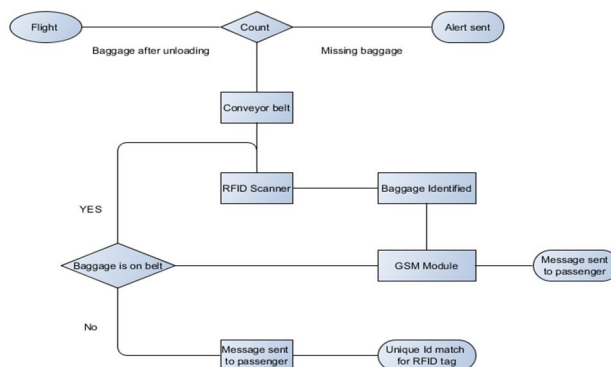 Flight
Count
Alert sent
Baggage after unloading
Missing baggage
Conveyor belt
RFID Scanner
Baggage Identified
YES
Baggage is on belt
GSM Module
Message sent
to passenger
No
Message sent
to passenger
Unique Id match
for RFID tag